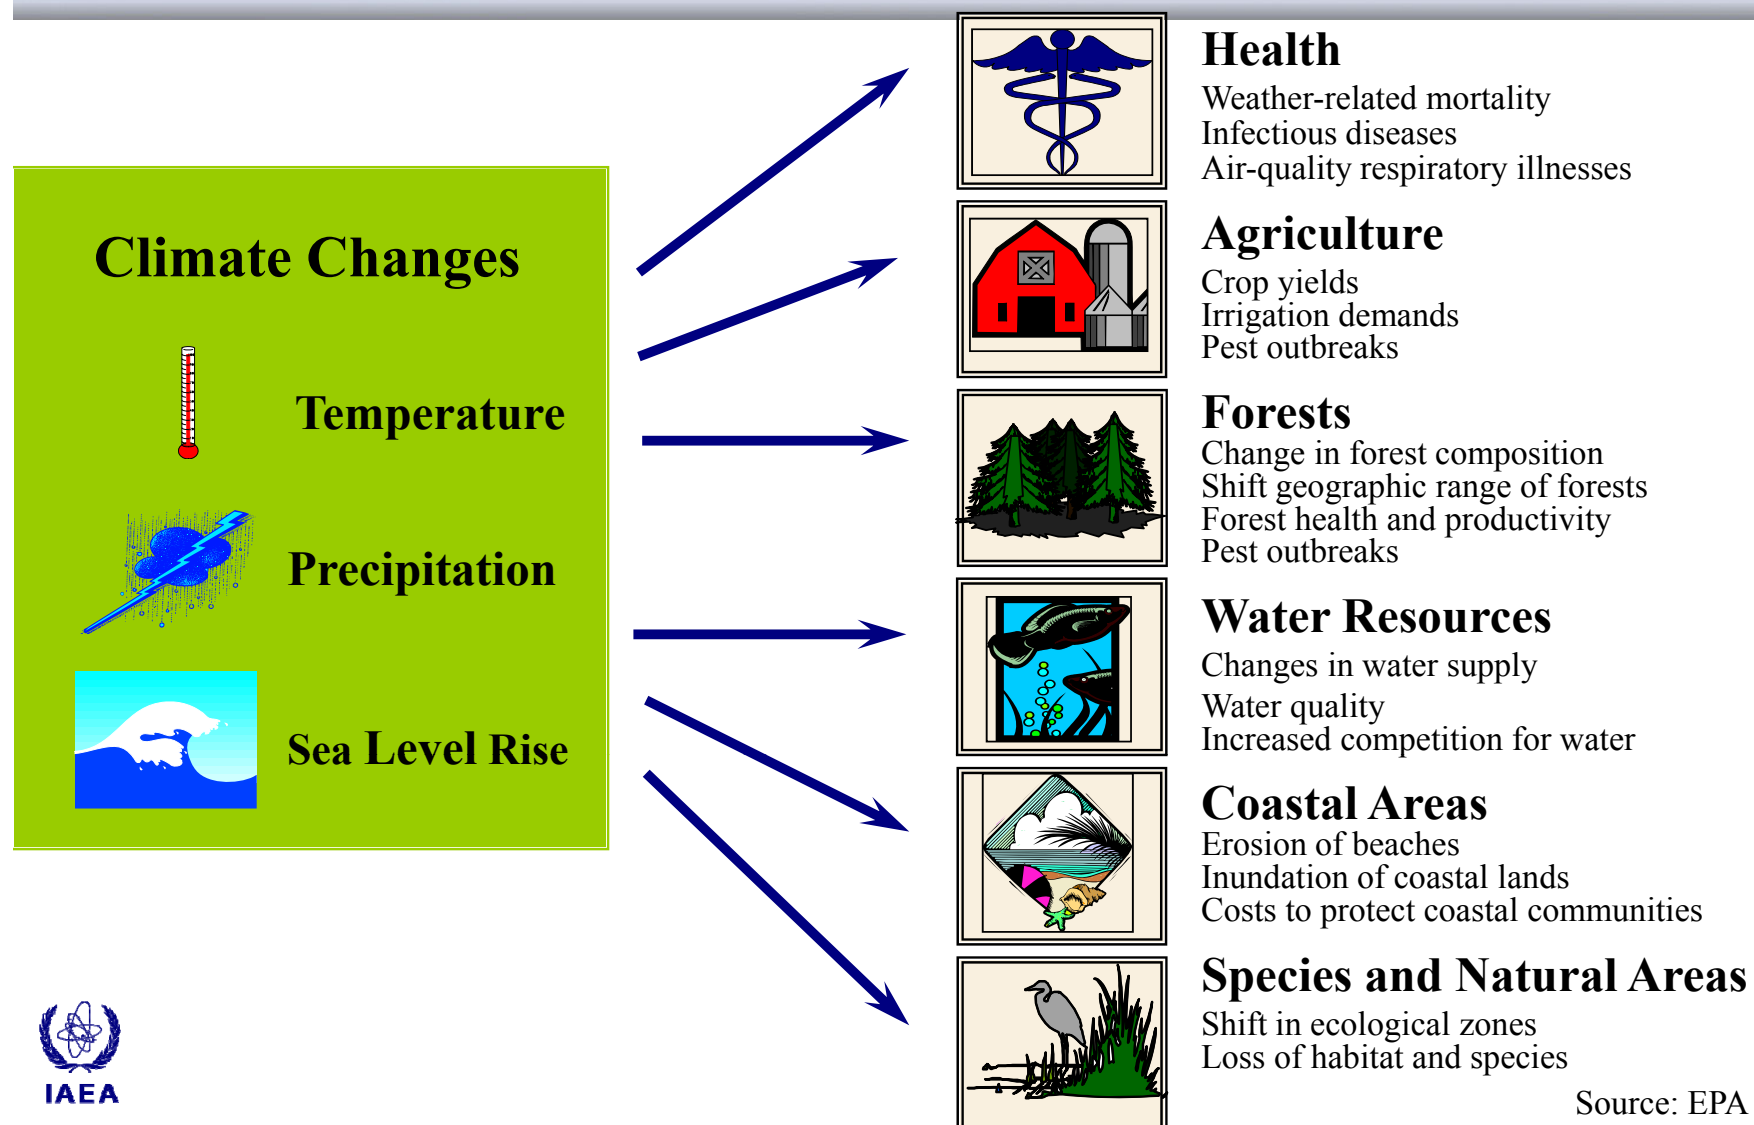 Climate Changes
Temperature
Precipitation
Sea Level Rise
Health
Weather-related mortality
Infectious diseases
Air-quality respiratory illnesses
Agriculture
Crop yields
Irrigation demands
Pest outbreaks
Forests
Change in forest composition
Shift geographic range of forests
Forest health and productivity
Pest outbreaks
Water Resources
Changes in water supply
Water quality
Increased competition for water
Coastal Areas
Erosion of beaches
Inundation of coastal lands
Costs to protect coastal communities
Species and Natural Areas
Shift in ecological zones
Loss of habitat and species
IAEA
Source: EPA